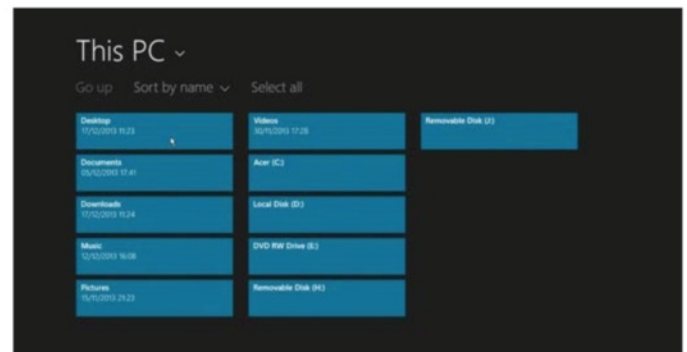 This PC
Go up Sort by name Select all
Desktop
17/12/2013 11:23
Documents
05/12/2013 17:41
Downloads
17/12/2013 11:24
Music
12/12/2013 16:08
Pictures
15/11/2013 21:23
Videos
30/11/2013 17:28
Acer (C:)
Local Disk (D:)
DVD RW Drive (E:)
Removable Disk (H:)
Removable Disk (J:)